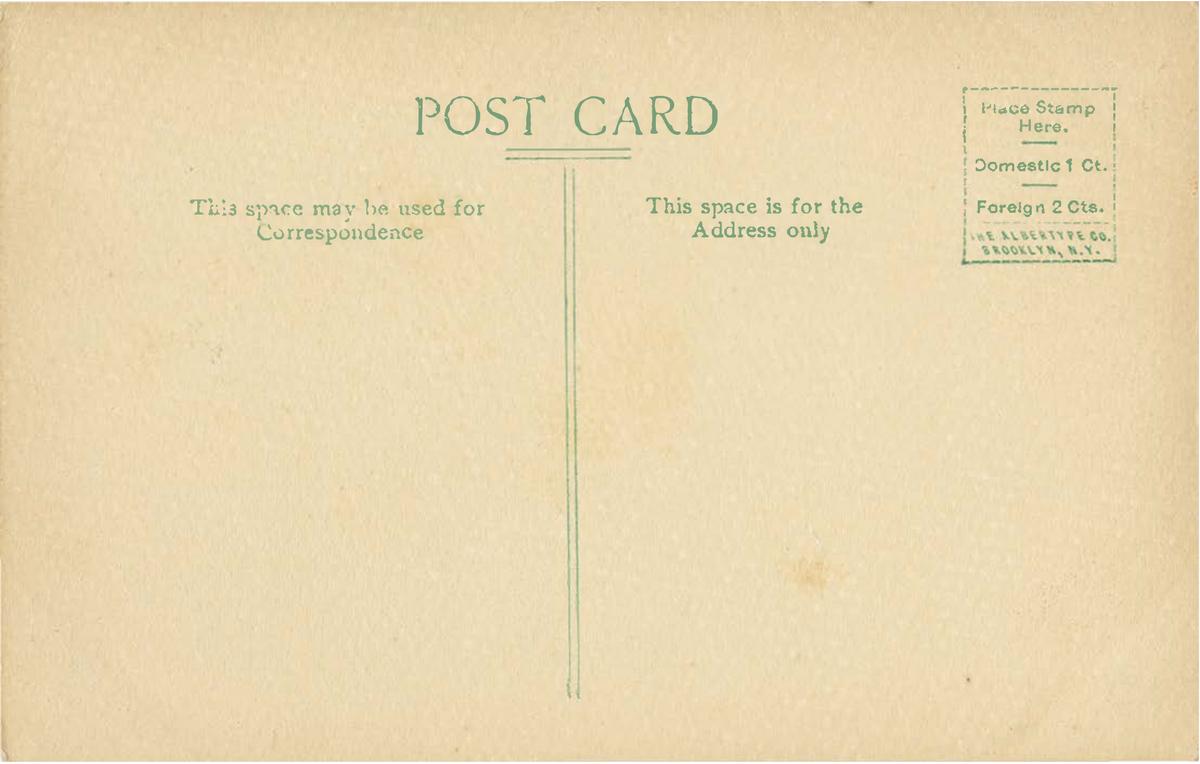 POST CARD
This space may be used for
Correspondence
This space is for the
Address only
Place Stamp
Here.
Domestic 1 Ct.
Foreign 2 Cts.
THE ALBERTYPE CO.
BROOKLYN, N.Y.